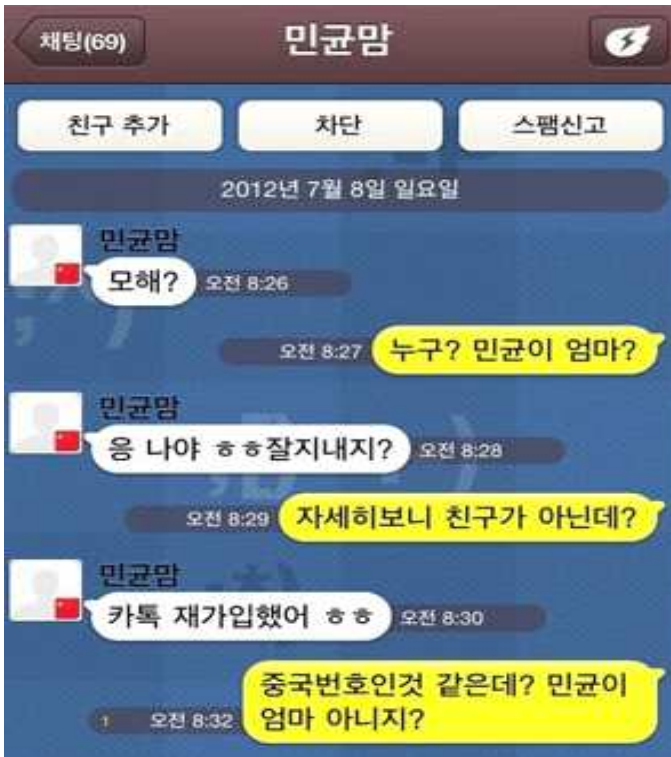 채팅(69)
민균맘
친구 추가
차단
스팸신고
2012년 7월 8일 일요일
민균맘
모해?
오전 8:26
오전 8:27
누구? 민균이 엄마?
민균맘
응 나야 ㅎㅎ잘지내지?
오전 8:28
오전 8:29
자세히보니 친구가 아닌데?
민균맘
카톡 재가입했어 ㅎㅎ
오전 8:30
중국번호인것 같은데? 민균이
엄마 아니지?
1
오전 8:32